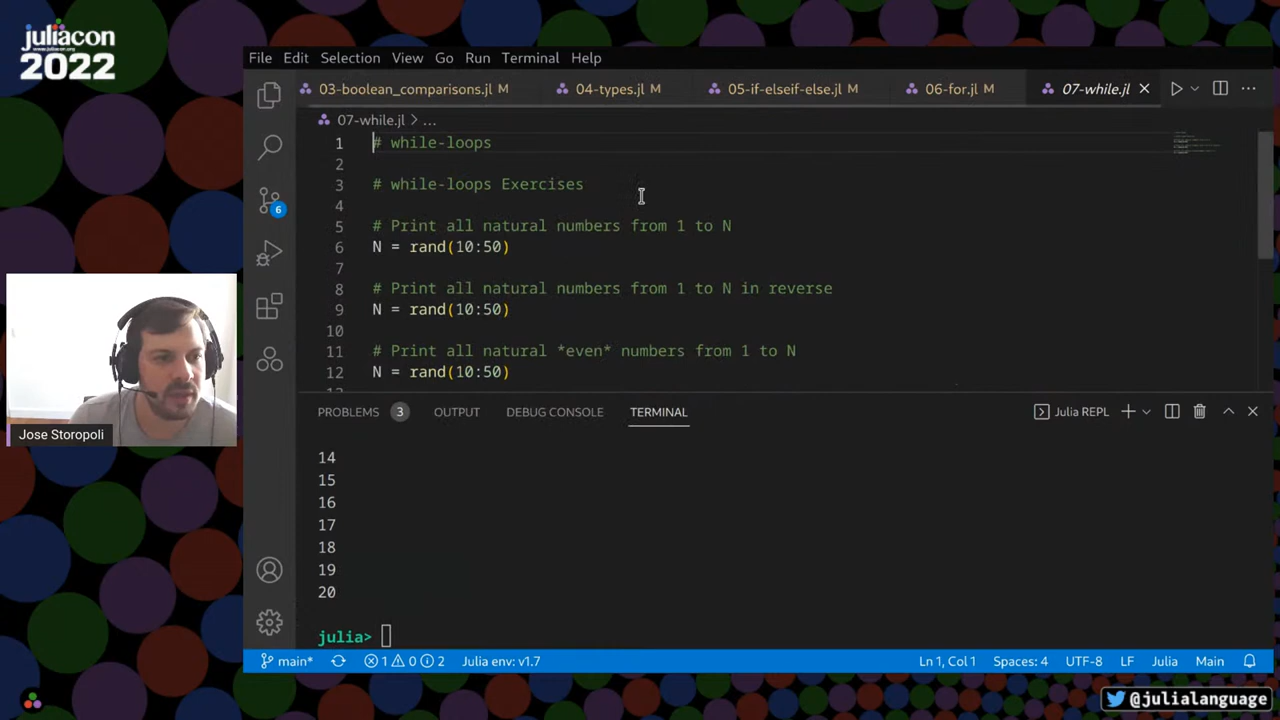 juliacon
www.juliacon.org
2022
File Edit Selection View Go Run Terminal Help
03-boolean_comparisons.jl M 04-types.jl M 05-if-elseif-else.jl M 06-for.jl M 07-while.jl
07-while.jl > ...
1 # while-loops
2
3 # while-loops Exercises
4
5 # Print all natural numbers from 1 to N
6 N = rand(10:50)
7
8 # Print all natural numbers from 1 to N in reverse
9 N = rand(10:50)
10
11 # Print all natural *even* numbers from 1 to N
12 N = rand(10:50)
6
Jose Storopoli
PROBLEMS 3 OUTPUT DEBUG CONSOLE TERMINAL Julia REPL
14
15
16
17
18
19
20
julia>
main* 1 0 2 Julia env: v1.7 Ln 1, Col 1 Spaces: 4 UTF-8 LF Julia Main
@julialanguage